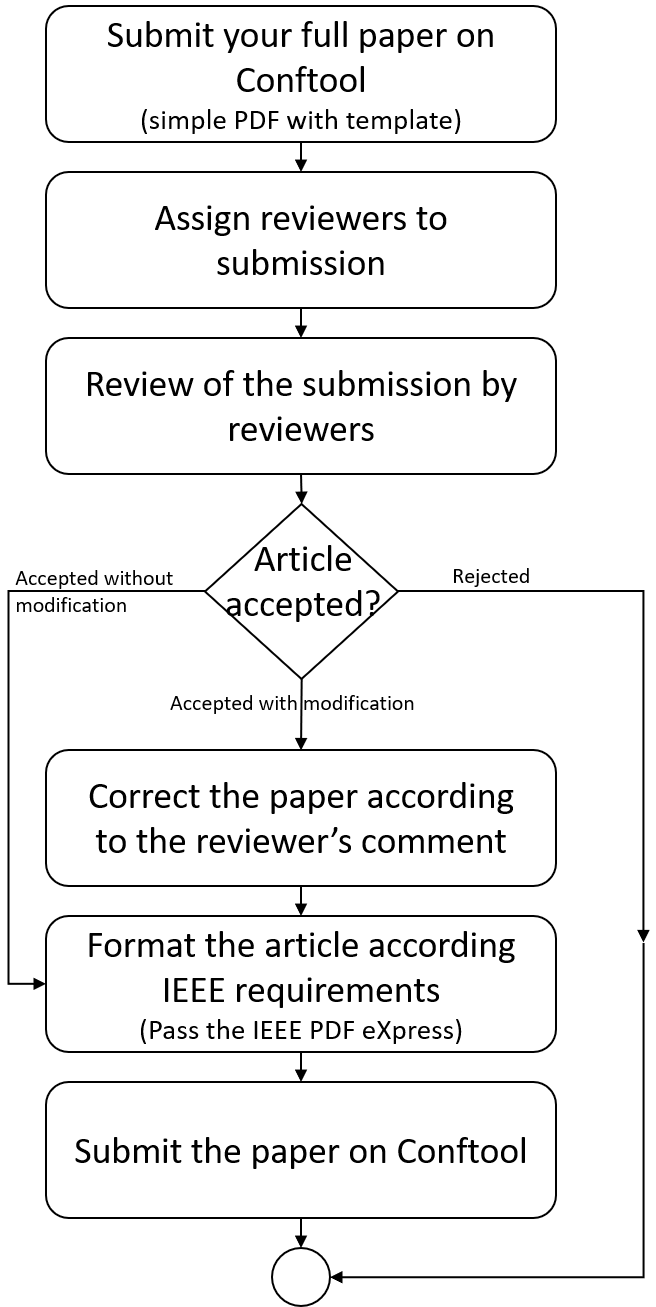 Submit your full paper on
Conftool
(simple PDF with template)
Assign reviewers to
submission
Review of the submission by
reviewers
Article
accepted?
Accepted without
modification
Rejected
Accepted with modification
Correct the paper according
to the reviewer’s comment
Format the article according
IEEE requirements
(Pass the IEEE PDF eXpress)
Submit the paper on Conftool